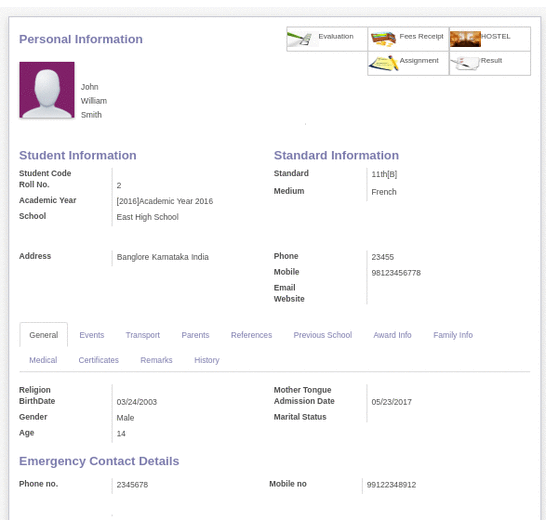 Personal Information
Evaluation
Fees Receipt
HOSTEL
Assignment
Result
John
William
Smith
Student Information
Standard Information
Student Code
Standard 11th[B]
Roll No. 2
Medium French
Academic Year [2016]Academic Year 2016
School East High School
Address Banglore Karnataka India
Phone 23455
Mobile 98123456778
Email
Website
General Events Transport Parents References Previous School Award Info Family Info
Medical Certificates Remarks History
Religion
Mother Tongue
BirthDate 03/24/2003
Admission Date 05/23/2017
Gender Male
Marital Status
Age 14
Emergency Contact Details
Phone no. 2345678
Mobile no 99122348912